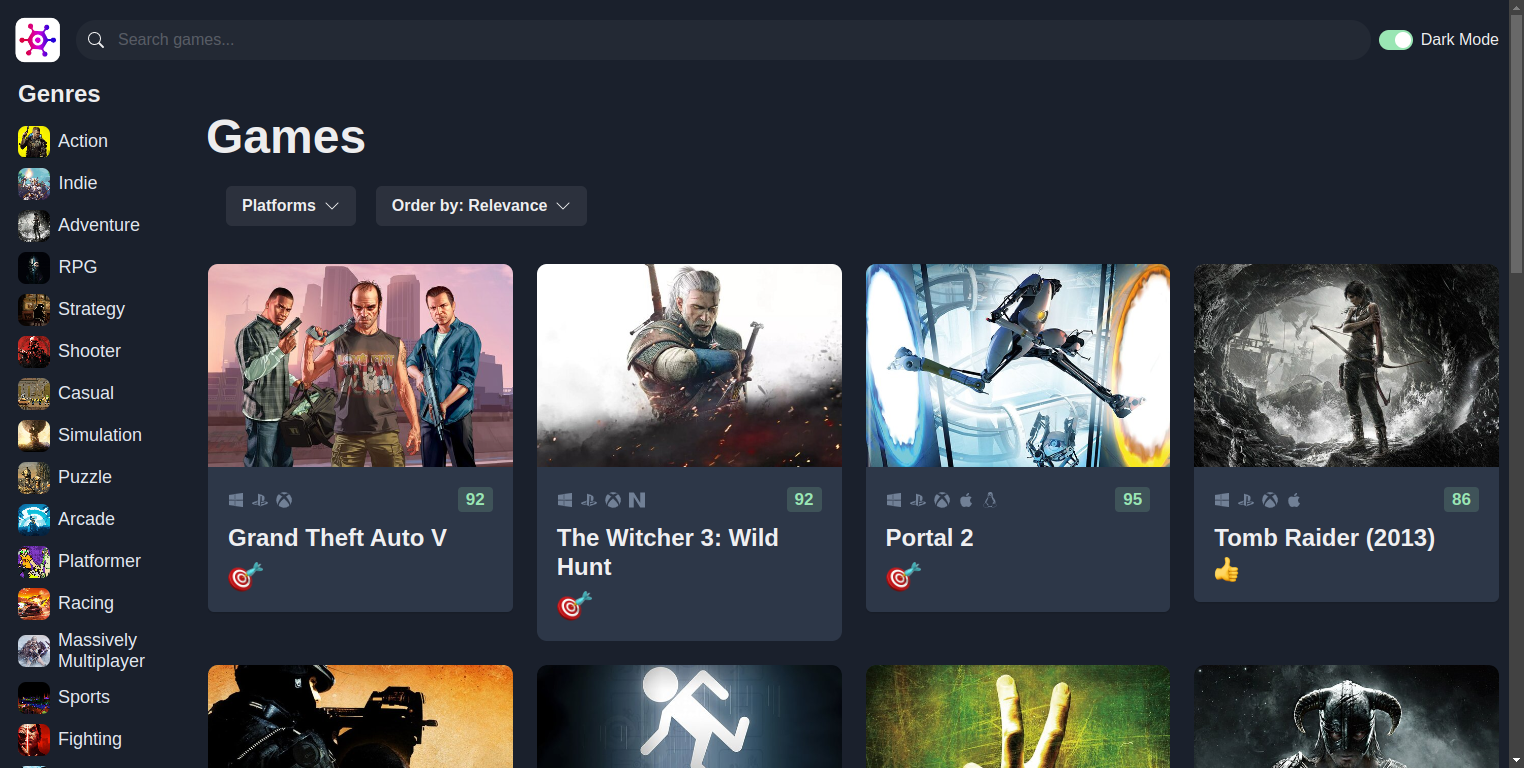 Search games...
Dark Mode
Genres
Action
Indie
Adventure
RPG
Strategy
Shooter
Casual
Simulation
Puzzle
Arcade
Platformer
Racing
Massively
Multiplayer
Sports
Fighting
Games
Platforms
Order by: Relevance
92
Grand Theft Auto V
92
The Witcher 3: Wild
Hunt
95
Portal 2
86
Tomb Raider (2013)